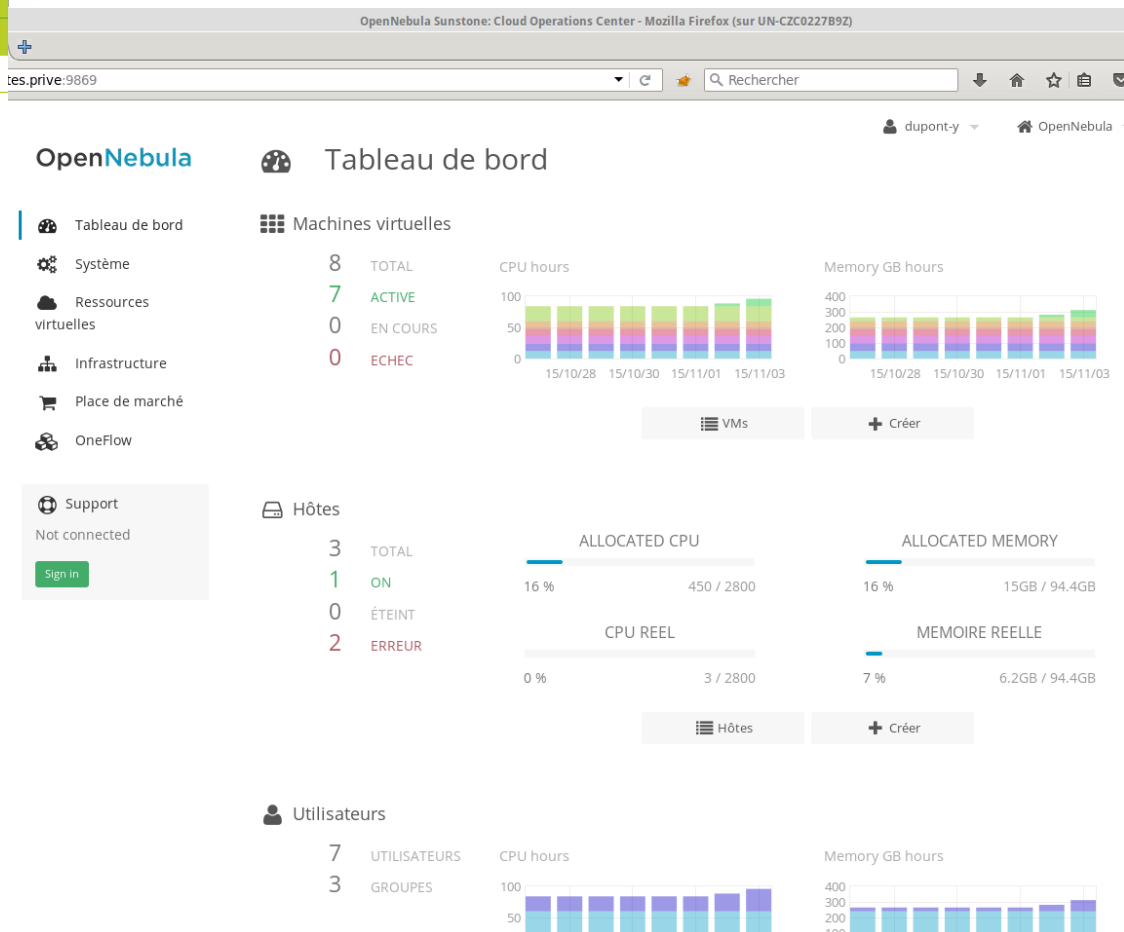 OpenNebula Sunstone: Cloud Operations Center - Mozilla Firefox (sur UN-CZC0227B9Z)
tes.prive:9869
Rechercher
dupont-y
OpenNebula
OpenNebula
Tableau de bord
Tableau de bord
Système
Ressources
virtuelles
Infrastructure
Place de marché
OneFlow
Support
Not connected
Sign in
Machines virtuelles
8 TOTAL
7 ACTIVE
0 EN COURS
0 ECHEC
CPU hours
100
50
0
15/10/28 15/10/30 15/11/01 15/11/03
Memory GB hours
400
300
200
100
0
15/10/28 15/10/30 15/11/01 15/11/03
VMs
Créer
Hôtes
3 TOTAL
1 ON
0 ÉTEINT
2 ERREUR
ALLOCATED CPU
16 % 450 / 2800
ALLOCATED MEMORY
16 % 15GB / 94.4GB
CPU REEL
0 % 3 / 2800
MEMOIRE REELLE
7 % 6.2GB / 94.4GB
Hôtes
Créer
Utilisateurs
7 UTILISATEURS
3 GROUPES
CPU hours
100
50
Memory GB hours
400
300
200
100